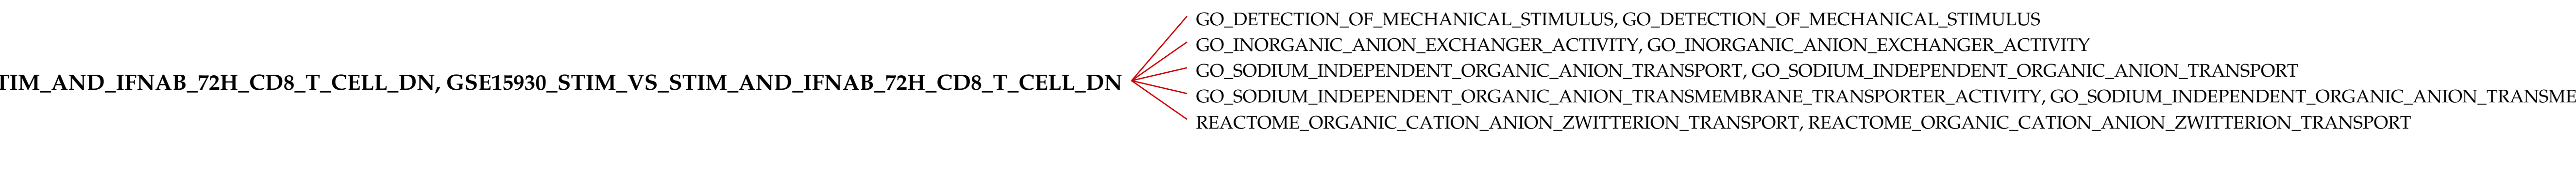 GO_DETECTION_OF_MECHANICAL_STIMULUS, GO_DETECTION_OF_MECHANICAL_STIMULUS
GO_INORGANIC_ANION_EXCHANGER_ACTIVITY, GO_INORGANIC_ANION_EXCHANGER_ACTIVITY
GO_SODIUM_INDEPENDENT_ORGANIC_ANION_TRANSPORT, GO_SODIUM_INDEPENDENT_ORGANIC_ANION_TRANSPORT
TIM_AND_IFNAB_72H_CD8_T_CELL_DN, GSE15930_STIM_VS_STIM_AND_IFNAB_72H_CD8_T_CELL_DN
GO_SODIUM_INDEPENDENT_ORGANIC_ANION_TRANSMEMBRANE_TRANSPORTER_ACTIVITY, GO_SODIUM_INDEPENDENT_ORGANIC_ANION_TRANSME
REACTOME_ORGANIC_CATION_ANION_ZWITTERION_TRANSPORT, REACTOME_ORGANIC_CATION_ANION_ZWITTERION_TRANSPORT